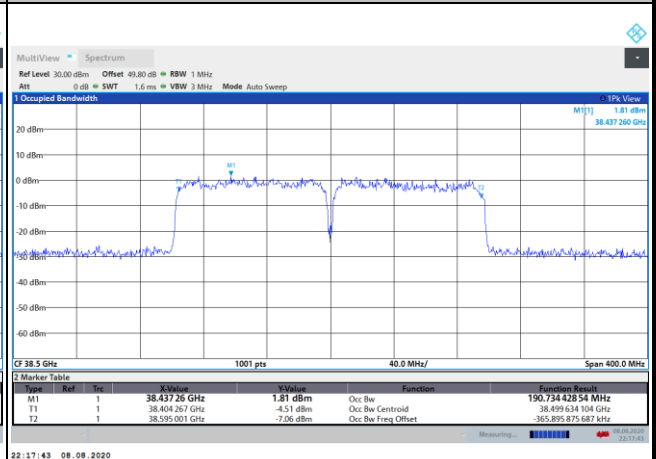 MultiView Spectrum
Ref Level 30.00 dBm Offset 49.80 dB RBW 1 MHz
Att 0 dB SWT 1.6 ms VBW 3 MHz Mode Auto Sweep
1 Occupied Bandwidth 1Pk View
M1[1] 1.81 dBm
38.437 260 GHz
20 dBm
10 dBm
M1
0 dBm
T1
T2
-10 dBm
-20 dBm
-30 dBm
-40 dBm
-50 dBm
-60 dBm
CF 38.5 GHz 1001 pts 40.0 MHz/ Span 400.0 MHz
2 Marker Table
Type Ref Trc X-Value Y-Value Function Function Result
M1 1 38.437 26 GHz 1.81 dBm Occ Bw 190.734 428 54 MHz
T1 1 38.404 267 GHz -4.51 dBm Occ Bw Centroid 38.499 634 104 GHz
T2 1 38.595 001 GHz -7.06 dBm Occ Bw Freq Offset -365.895 875 687 kHz
Measuring... 08.08.2020
22:17:43
22:17:43 08.08.2020